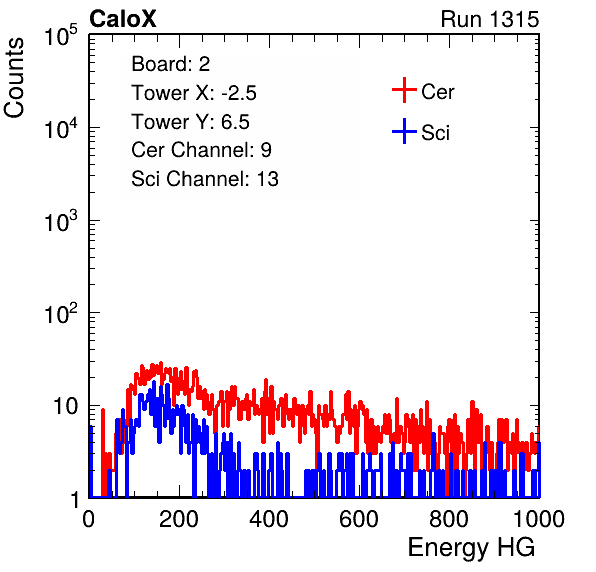 CaloX Run 1315
Counts
Board: 2
Tower X: -2.5
Tower Y: 6.5
Cer Channel: 9
Sci Channel: 13
Cer
Sci
10^5
10^4
10^3
10^2
10
1
0 200 400 600 800 1000
Energy HG